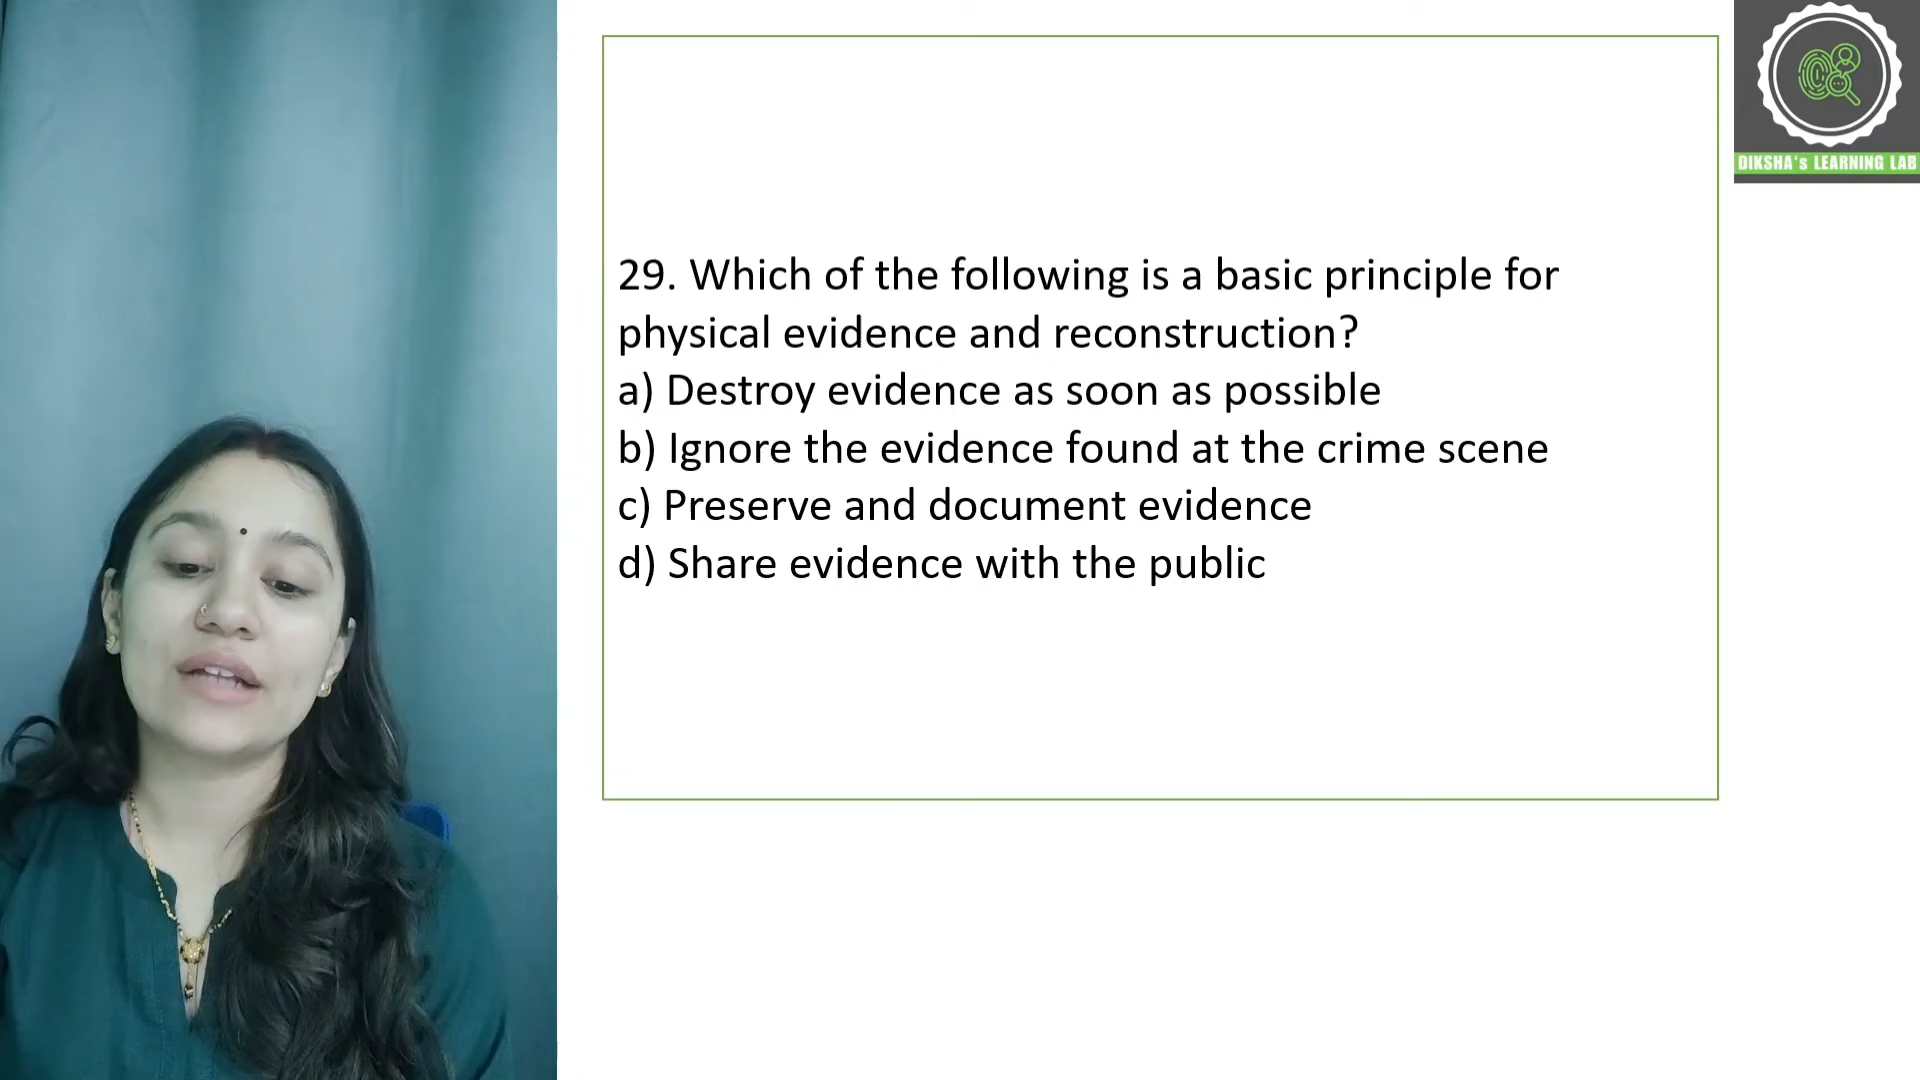 DIKSHA's LEARNING LAB
29. Which of the following is a basic principle for
physical evidence and reconstruction?
a) Destroy evidence as soon as possible
b) Ignore the evidence found at the crime scene
c) Preserve and document evidence
d) Share evidence with the public